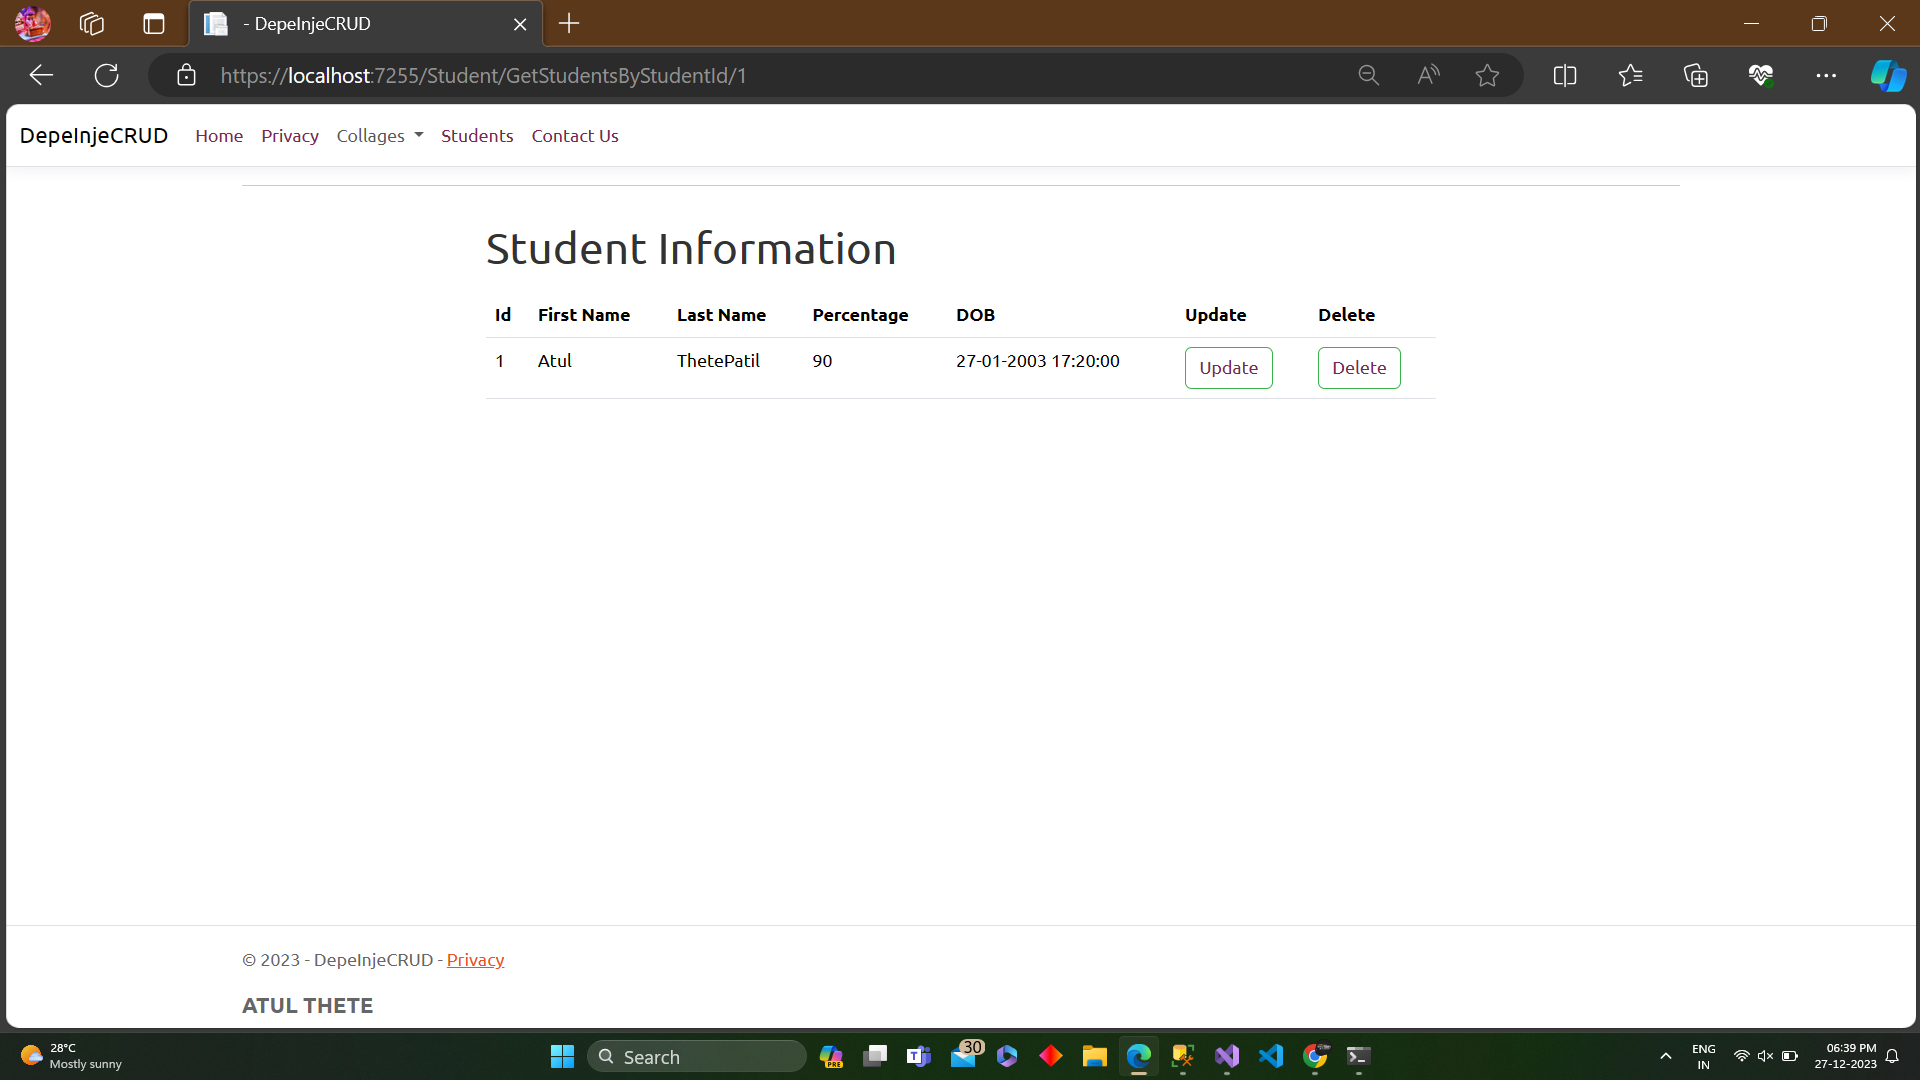 - DepeInjeCRUD
https://localhost:7255/Student/GetStudentsByStudentId/1
DepeInjeCRUD Home Privacy Collages Students Contact Us
Student Information
Id First Name Last Name Percentage DOB Update Delete
1 Atul ThetePatil 90 27-01-2003 17:20:00 Update Delete
© 2023 - DepeInjeCRUD - Privacy
ATUL THETE
28°C
Mostly sunny
Search
PRE
30
ENG
IN
06:39 PM
27-12-2023